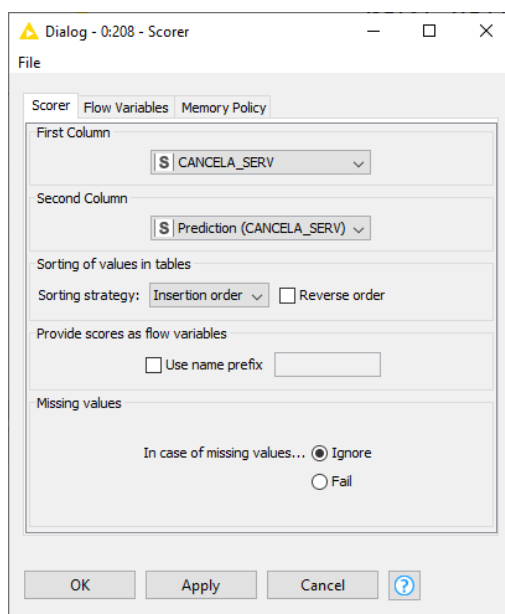 Dialog - 0:208 - Scorer
File
Scorer Flow Variables Memory Policy
First Column
S CANCELA_SERV
Second Column
S Prediction (CANCELA_SERV)
Sorting of values in tables
Sorting strategy: Insertion order Reverse order
Provide scores as flow variables
Use name prefix
Missing values
In case of missing values... Ignore
Fail
OK Apply Cancel ?